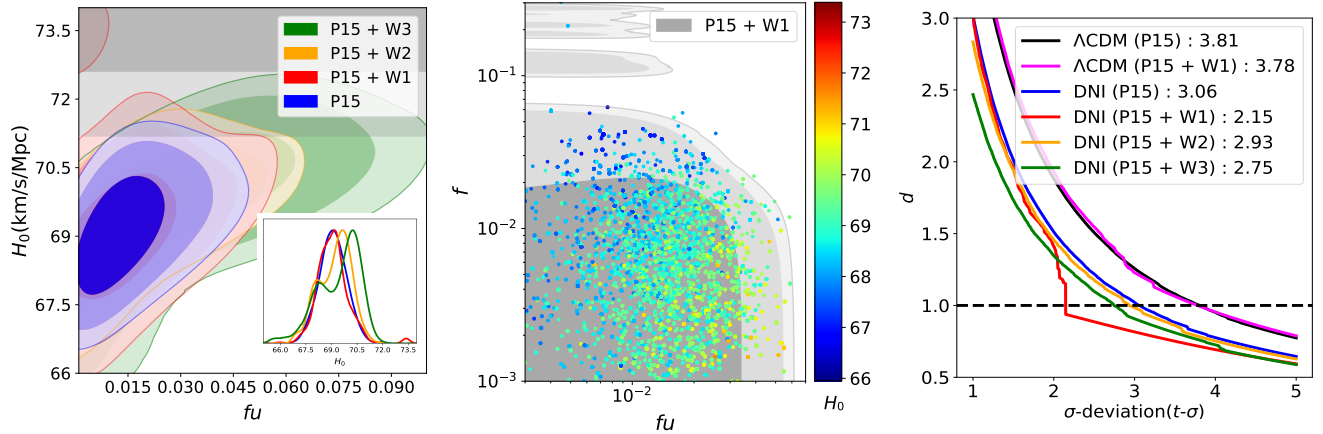 P15 + W3
P15 + W2
P15 + W1
P15
73.5
72
70.5
69
67.5
66
H₀(km/s/Mpc)
0.015
0.030
0.045
0.060
0.075
0.090
fu
66.0
67.5
69.0
70.5
72.0
73.5
H₀
P15 + W1
10⁻¹
10⁻²
10⁻³
f
10⁻²
fu
73
72
71
70
69
68
67
66
H₀
ΛCDM (P15) : 3.81
ΛCDM (P15 + W1) : 3.78
DNI (P15) : 3.06
DNI (P15 + W1) : 2.15
DNI (P15 + W2) : 2.93
DNI (P15 + W3) : 2.75
3.0
2.5
2.0
1.5
1.0
0.5
d
1
2
3
4
5
σ-deviation(t-σ)